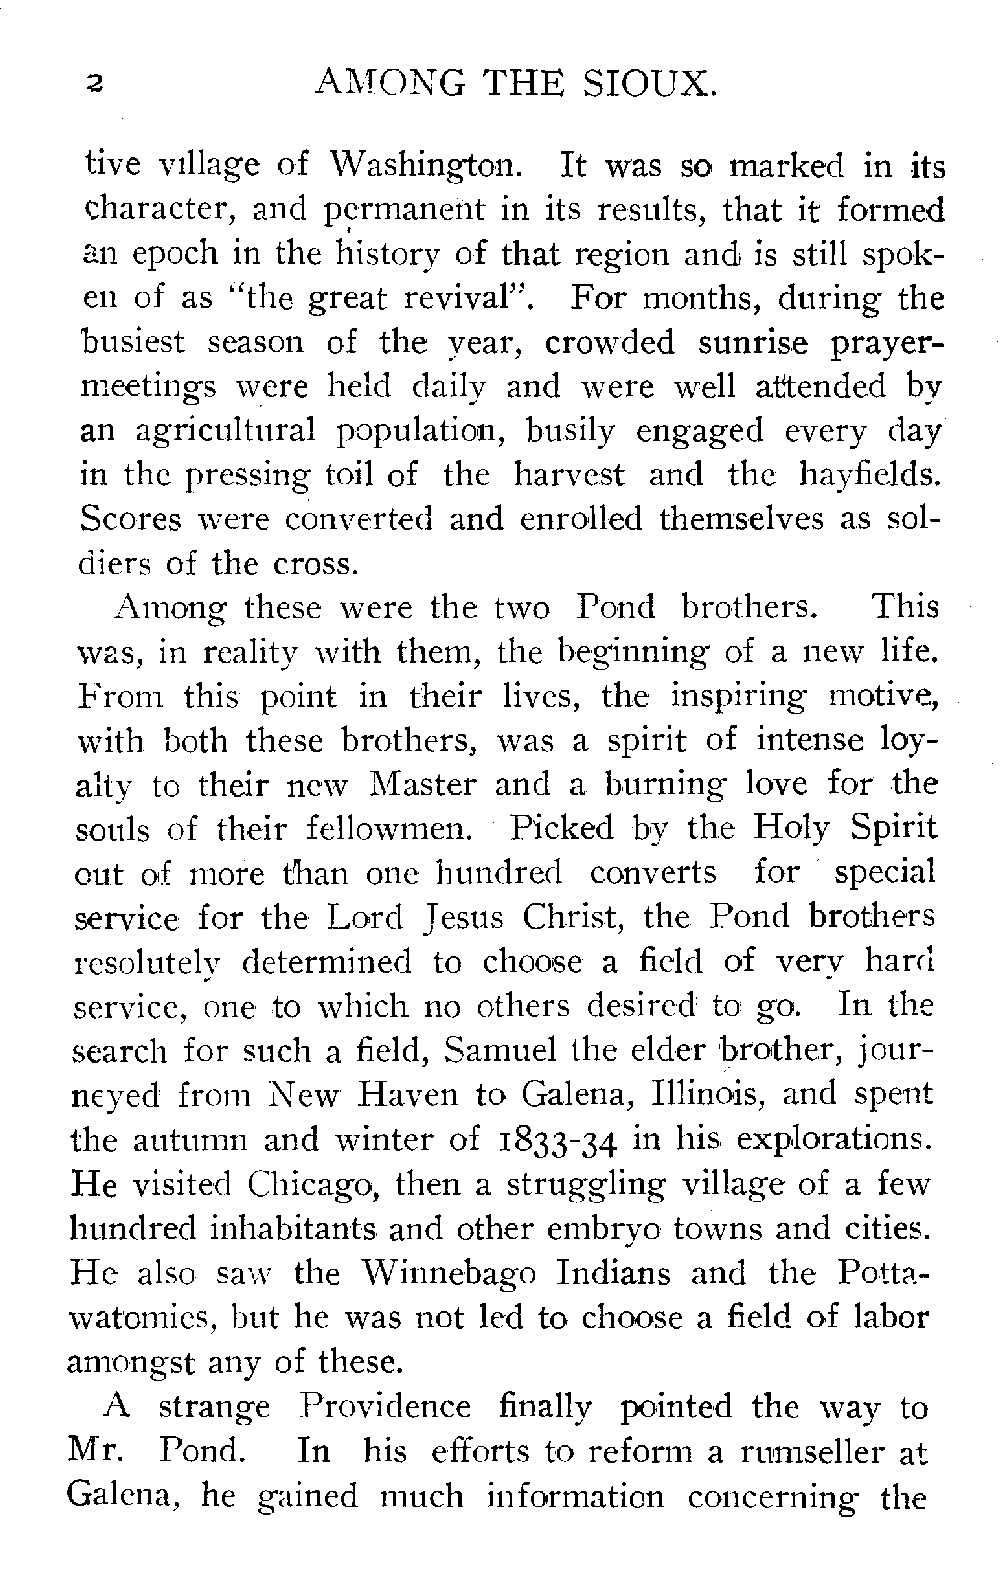 2 AMONG THE SIOUX.
tive village of Washington. It was so marked in its
character, and permanent in its results, that it formed
an epoch in the history of that region and is still spok-
en of as "the great revival". For months, during the
busiest season of the year, crowded sunrise prayer-
meetings were held daily and were well attended by
an agricultural population, busily engaged every day
in the pressing toil of the harvest and the hayfields.
Scores were converted and enrolled themselves as sol-
diers of the cross.
Among these were the two Pond brothers. This
was, in reality with them, the beginning of a new life.
From this point in their lives, the inspiring motive,
with both these brothers, was a spirit of intense loy-
alty to their new Master and a burning love for the
souls of their fellowmen. Picked by the Holy Spirit
out of more than one hundred converts for special
service for the Lord Jesus Christ, the Pond brothers
resolutely determined to choose a field of very hard
service, one to which no others desired to go. In the
search for such a field, Samuel the elder brother, jour-
neyed from New Haven to Galena, Illinois, and spent
the autumn and winter of 1833-34 in his explorations.
He visited Chicago, then a struggling village of a few
hundred inhabitants and other embryo towns and cities.
He also saw the Winnebago Indians and the Potta-
watomies, but he was not led to choose a field of labor
amongst any of these.
A strange Providence finally pointed the way to
Mr. Pond. In his efforts to reform a rumseller at
Galena, he gained much information concerning the